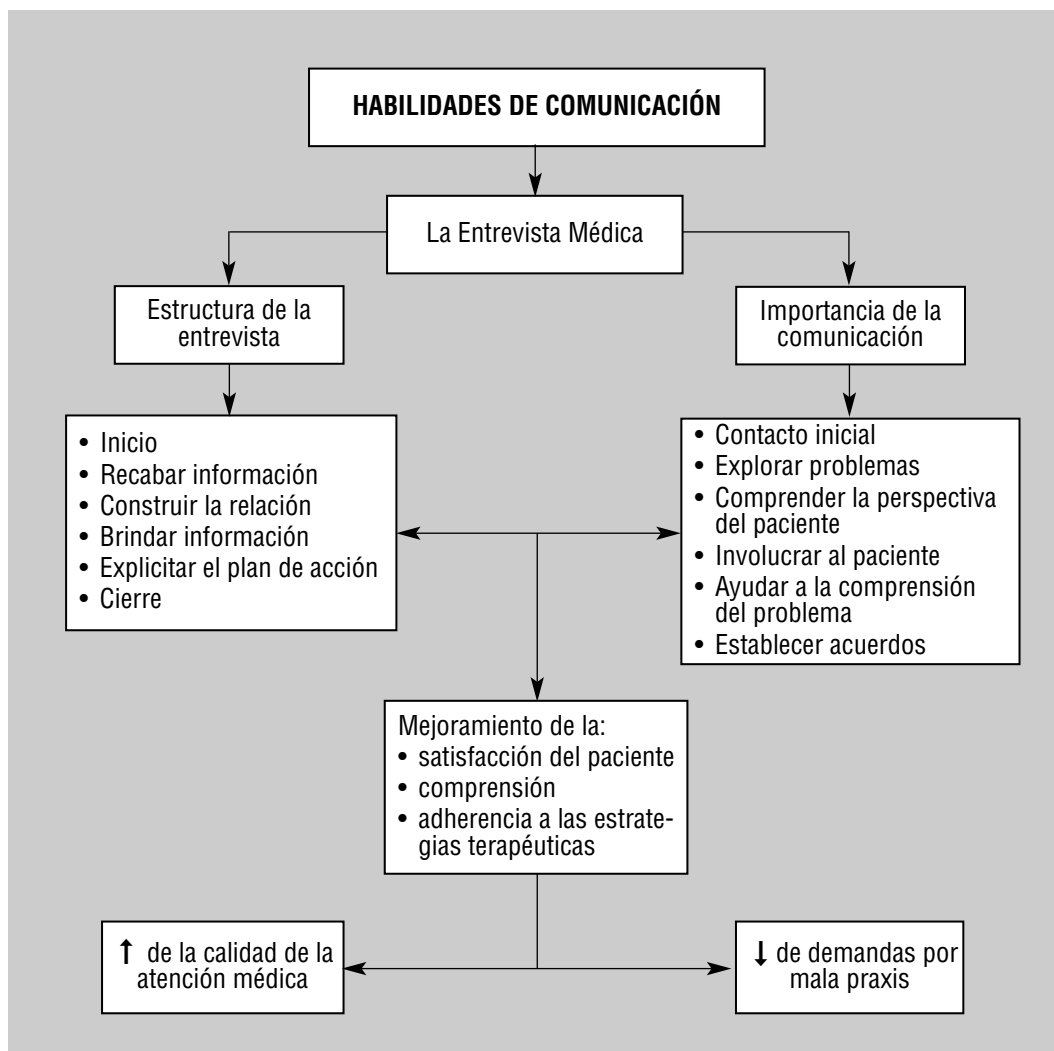 HABILIDADES DE COMUNICACIÓN
La Entrevista Médica
Estructura de la
entrevista
Importancia de la
comunicación
• Inicio
• Recabar información
• Construir la relación
• Brindar información
• Explicitar el plan de acción
• Cierre
• Contacto inicial
• Explorar problemas
• Comprender la perspectiva
del paciente
• Involucrar al paciente
• Ayudar a la comprensión
del problema
• Establecer acuerdos
Mejoramiento de la:
• satisfacción del paciente
• comprensión
• adherencia a las estrate-
gias terapéuticas
↑ de la calidad de la
atención médica
↓ de demandas por
mala praxis